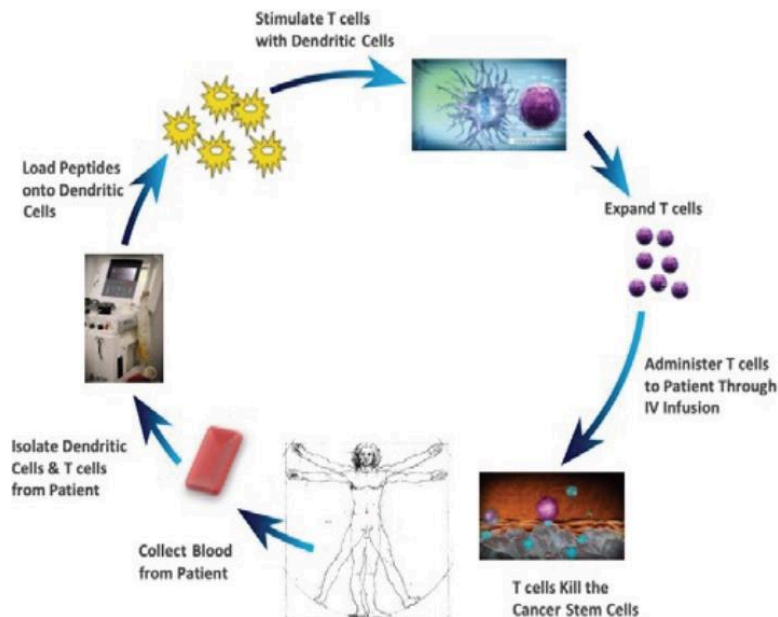 Stimulate T cells
with Dendritic Cells
Load Peptides
onto Dendritic
Cells
Expand T cells
Administer T cells
to Patient Through
IV Infusion
Isolate Dendritic
Cells & T cells
from Patient
Collect Blood
from Patient
T cells Kill the
Cancer Stem Cells